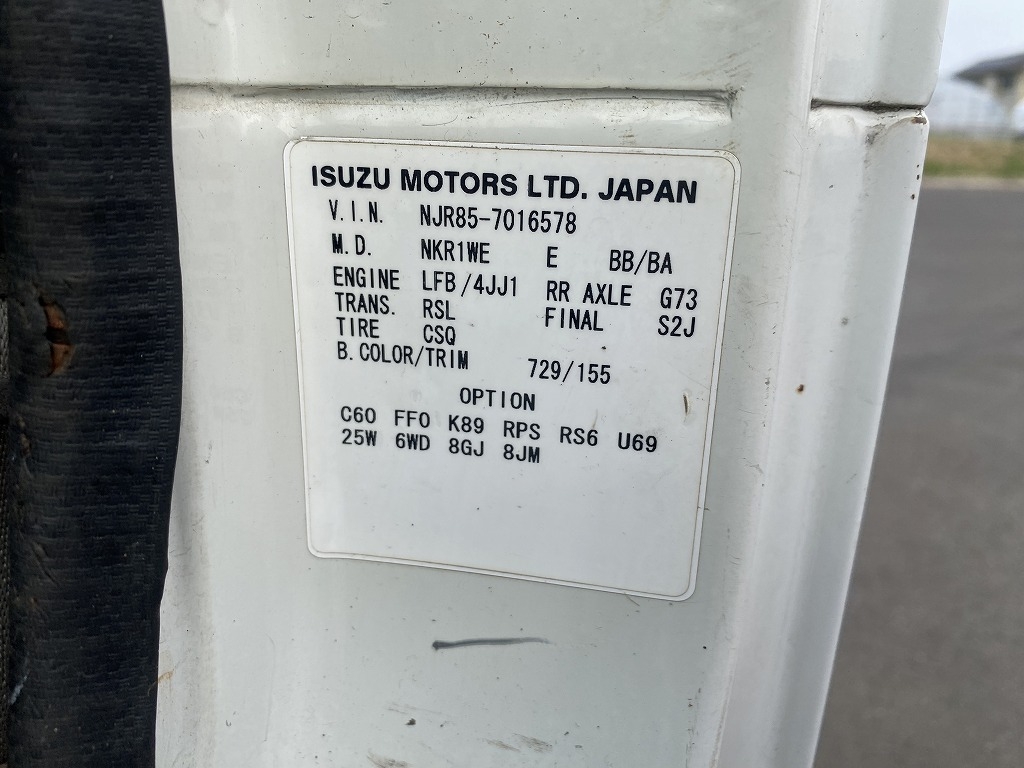 ISUZU MOTORS LTD. JAPAN
V.I.N. NJR85-7016578
M.D. NKR1WE E BB/BA
ENGINE LFB/4JJ1 RR AXLE G73
TRANS. RSL FINAL S2J
TIRE CSQ
B.COLOR/TRIM 729/155
OPTION
C60 FF0 K89 RPS RS6 U69
25W 6WD 8GJ 8JM